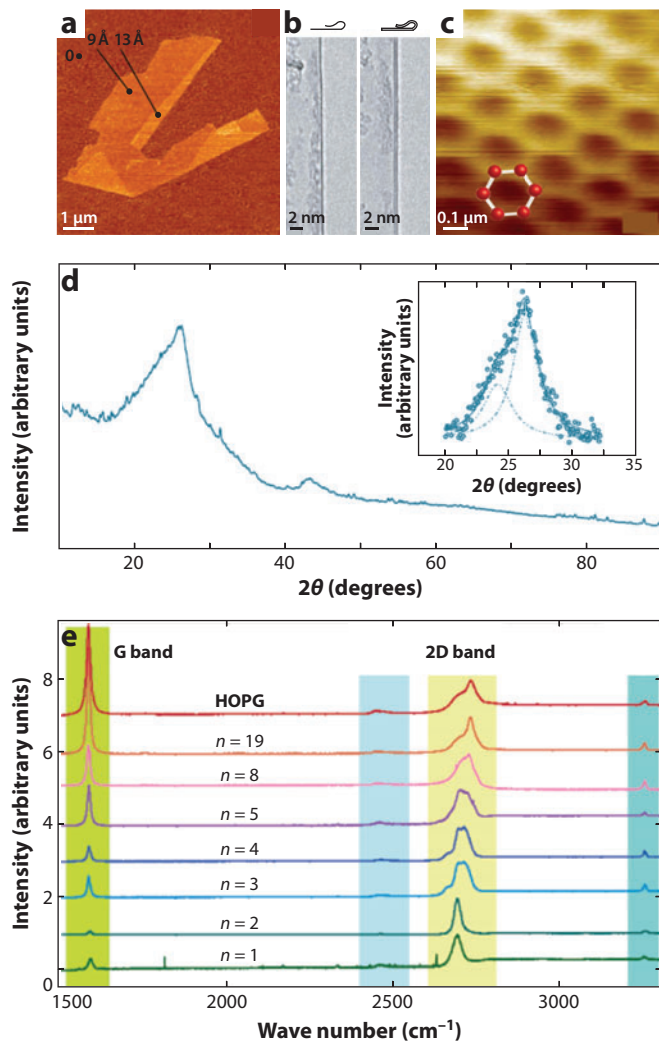 a
0
9 Å
13 Å
1 μm
b
2 nm
2 nm
c
0.1 μm
d
Intensity (arbitrary units)
20
40
60
80
2θ (degrees)
Intensity
(arbitrary units)
20
25
30
35
2θ (degrees)
e
G band
2D band
HOPG
n = 19
n = 8
n = 5
n = 4
n = 3
n = 2
n = 1
Intensity (arbitrary units)
8
6
4
2
0
1500
2000
2500
3000
Wave number (cm⁻¹)